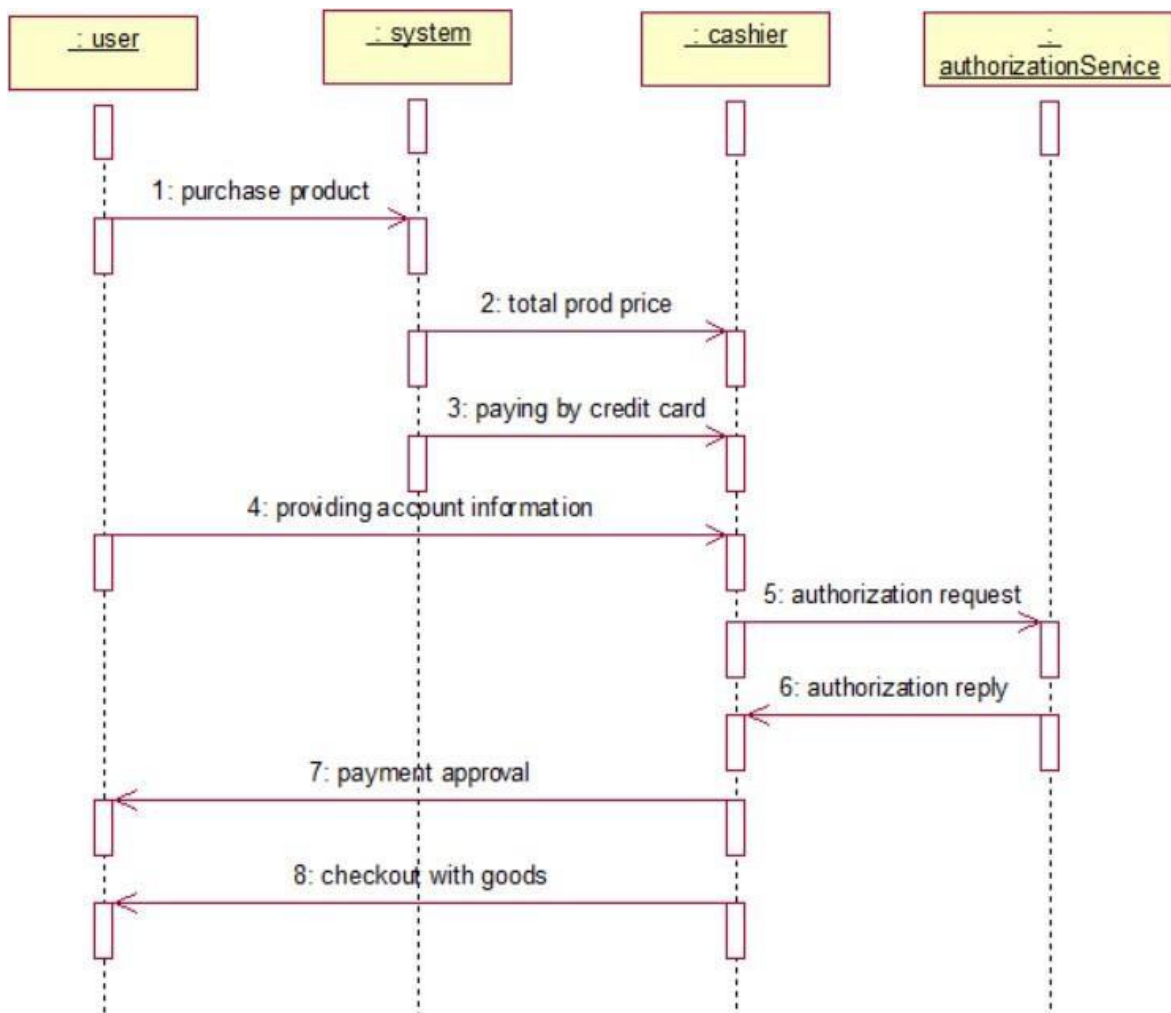 : user
: system
: cashier
:
authorizationService
1: purchase product
2: total prod price
3: paying by credit card
4: providing account information
5: authorization request
6: authorization reply
7: payment approval
8: checkout with goods